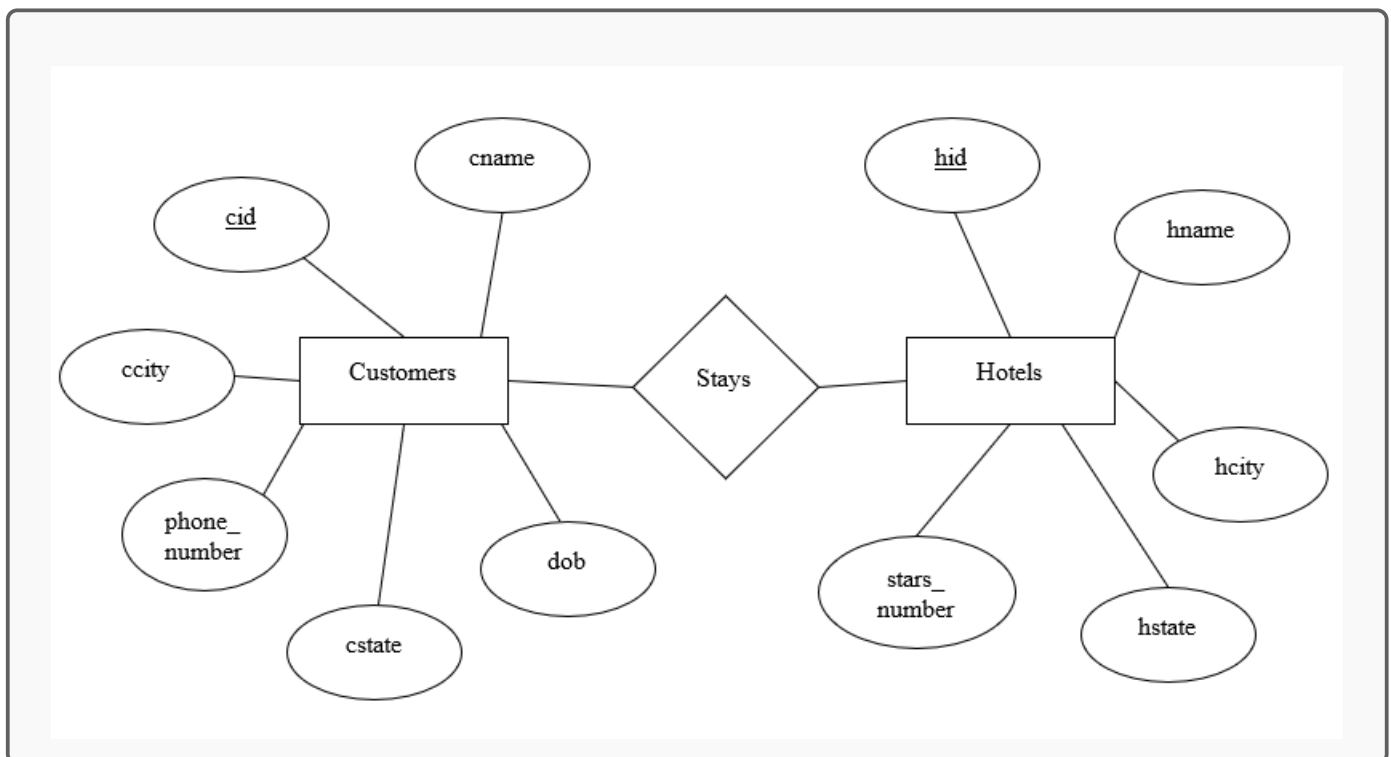 cname
hid
cid
hname
ccity
Customers
Stays
Hotels
hcity
phone_
number
dob
stars_
number
cstate
hstate